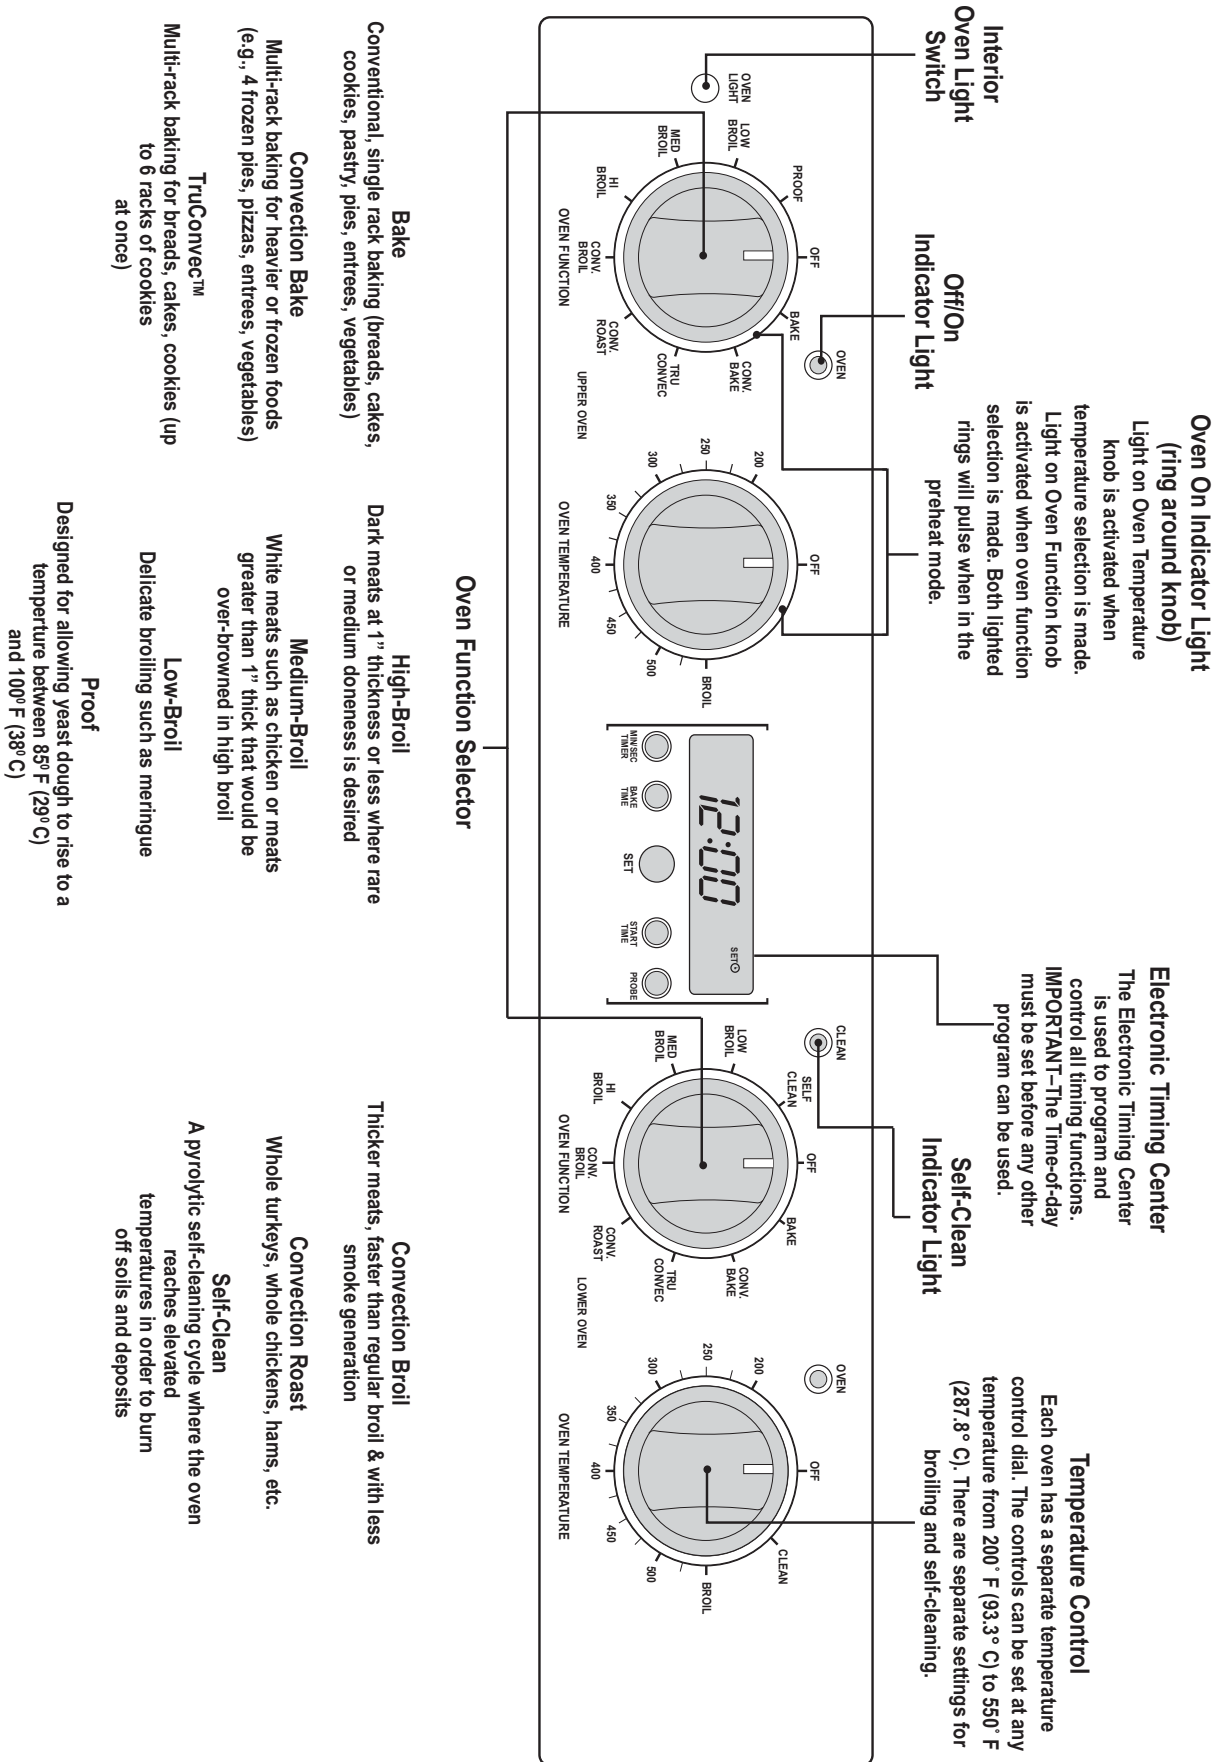 Interior
Oven Light
Switch
Off/On
Indicator Light
Oven On Indicator Light
(ring around knob)
Light on Oven Temperature
knob is activated when
temperature selection is made.
Light on Oven Function knob
is activated when oven function
selection is made. Both lighted
rings will pulse when in the
preheat mode.
Electronic Timing Center
The Electronic Timing Center
is used to program and
control all timing functions.
IMPORTANT–The Time-of-day
must be set before any other
program can be used.
Self-Clean
Indicator Light
Temperature Control
Each oven has a separate temperature
control dial. The controls can be set at any
temperature from 200˚ F (93.3° C) to 550˚ F
(287.8° C). There are separate settings for
broiling and self-cleaning.
OVEN
LIGHT
OFF
BAKE
CONV.
BAKE
TRU
CONVEC
CONV.
ROAST
CONV.
BROIL
HI
BROIL
MED
BROIL
LOW
BROIL
PROOF
OVEN FUNCTION
OVEN
UPPER OVEN
OFF
200
250
300
350
400
450
500
BROIL
OVEN TEMPERATURE
12:00
SET
MIN/SEC
TIMER
BAKE
TIME
SET
START
TIME
PROBE
CLEAN
OFF
BAKE
CONV.
BAKE
TRU
CONVEC
CONV.
ROAST
CONV.
BROIL
HI
BROIL
MED
BROIL
LOW
BROIL
SELF
CLEAN
OVEN FUNCTION
LOWER OVEN
OVEN
OFF
200
250
300
350
400
450
500
BROIL
CLEAN
OVEN TEMPERATURE
Oven Function Selector
Bake
Conventional, single rack baking (breads, cakes,
cookies, pastry, pies, entrees, vegetables)
Convection Bake
Multi-rack baking for heavier or frozen foods
(e.g., 4 frozen pies, pizzas, entrees, vegetables)
TruConvec™
Multi-rack baking for breads, cakes, cookies (up
to 6 racks of cookies
at once)
High-Broil
Dark meats at 1” thickness or less where rare
or medium doneness is desired
Medium-Broil
White meats such as chicken or meats
greater than 1” thick that would be
over-browned in high broil
Low-Broil
Delicate broiling such as meringue
Proof
Designed for allowing yeast dough to rise to a
temperture between 85⁰ F (29⁰ C)
and 100⁰ F (38⁰ C)
Convection Broil
Thicker meats, faster than regular broil & with less
smoke generation
Convection Roast
Whole turkeys, whole chickens, hams, etc.
Self-Clean
A pyrolytic self-cleaning cycle where the oven
reaches elevated
temperatures in order to burn
off soils and deposits